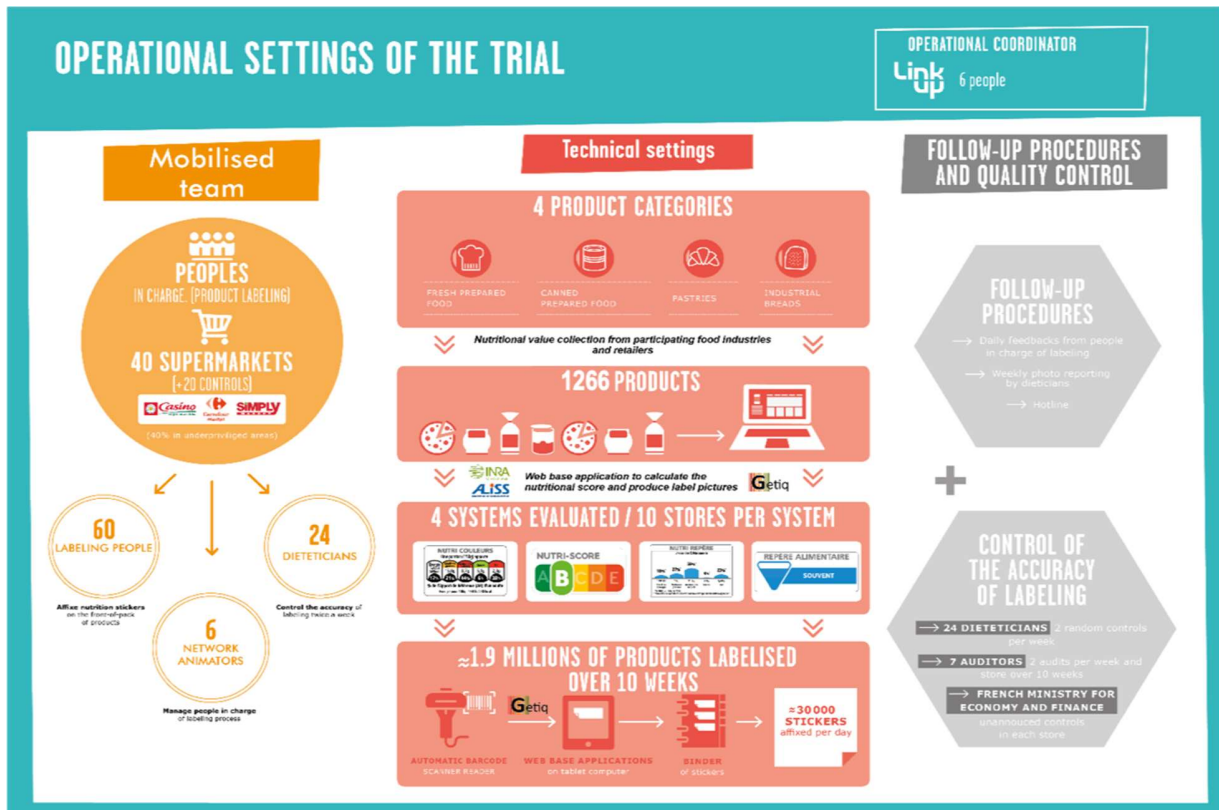 OPERATIONAL SETTINGS OF THE TRIAL
OPERATIONAL COORDINATOR
Link up
6 people
Mobilised
team
PEOPLES
IN CHARGE. (PRODUCT LABELING)
40 SUPERMARKETS
(+20 CONTROLS)
Casino
Carrefour market
SIMPLY MARKET
(40% in underprivileged areas)
60
LABELING PEOPLE
Affixe nutrition stickers
on the front-of-pack
of products
6
NETWORK
ANIMATORS
Manage people in charge
of labeling process
24
DIETETICIANS
Control the accuracy of
labeling twice a week
Technical settings
4 PRODUCT CATEGORIES
FRESH PREPARED
FOOD
CANNED
PREPARED FOOD
PASTRIES
INDUSTRIAL
BREADS
Nutritional value collection from participating food industries
and retailers
1266 PRODUCTS
INRA
ALISS
Web base application to calculate the
nutritional score and produce label pictures
Getiq
4 SYSTEMS EVALUATED / 10 STORES PER SYSTEM
NUTRI COULEURS
NUTRI-SCORE
A B C D E
NUTRI REPÈRE
REPÈRE ALIMENTAIRE
SOUVENT
≈1.9 MILLIONS OF PRODUCTS LABELISED
OVER 10 WEEKS
Getiq
AUTOMATIC BARCODE
SCANNER READER
WEB BASE APPLICATIONS
on tablet computer
BINDER
of stickers
≈30 000
STICKERS
affixed per day
FOLLOW-UP PROCEDURES
AND QUALITY CONTROL
FOLLOW-UP
PROCEDURES
→ Daily feedbacks from people
in charge of labeling
→ Weekly photo reporting
by dieticians
→ Hotline
+
CONTROL OF
THE ACCURACY
OF LABELING
→ 24 DIETETICIANS 2 random controls
per week
→ 7 AUDITORS 2 audits per week and
store over 10 weeks
→ FRENCH MINISTRY FOR
ECONOMY AND FINANCE
unannouced controls
in each store